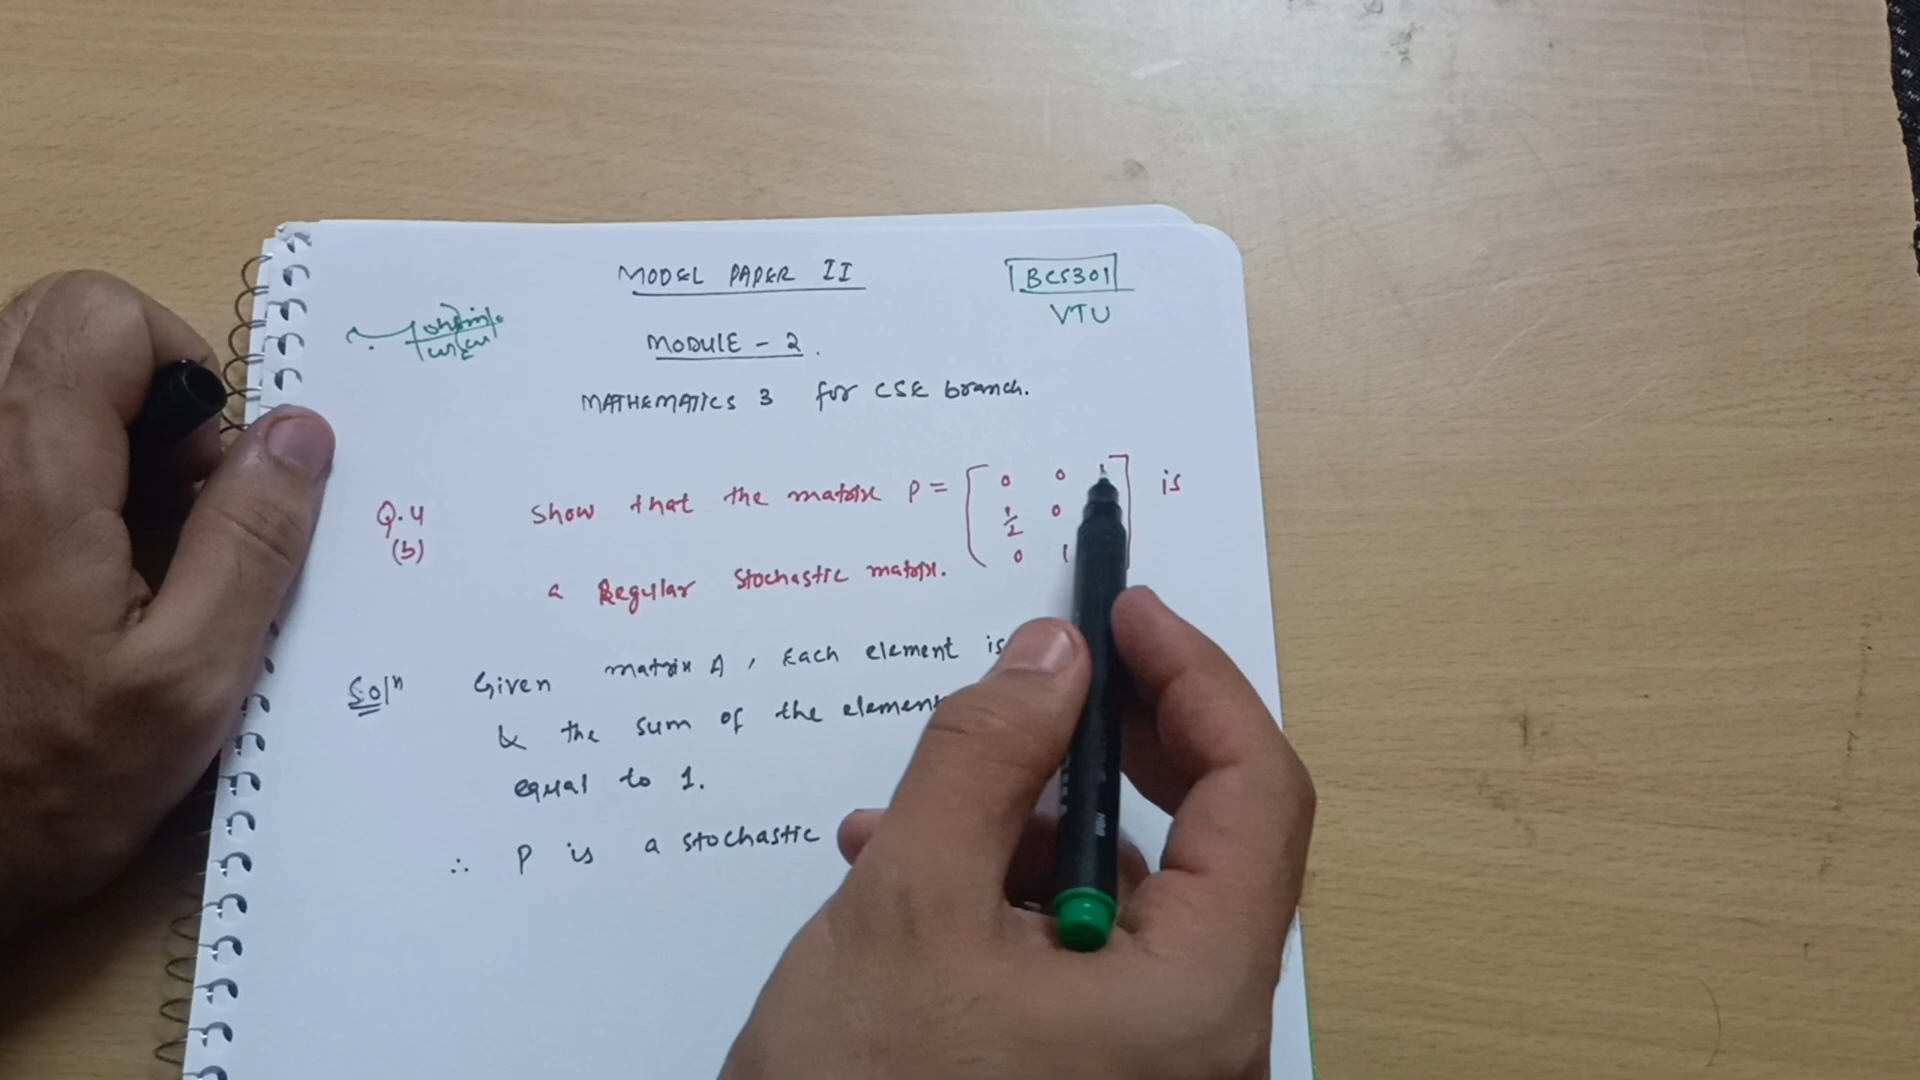 MODEL PAPER II
BCS301
VTU
MODULE - 2.
MATHEMATICS 3 for CSE branch.
Q.4 Show that the matrix P = [ 0 0 1 is
(b) 1/2 0
0 1
a Regular Stochastic matrix.
Soln Given matrix A, Each element is
& the sum of the element
equal to 1.
∴ P is a stochastic